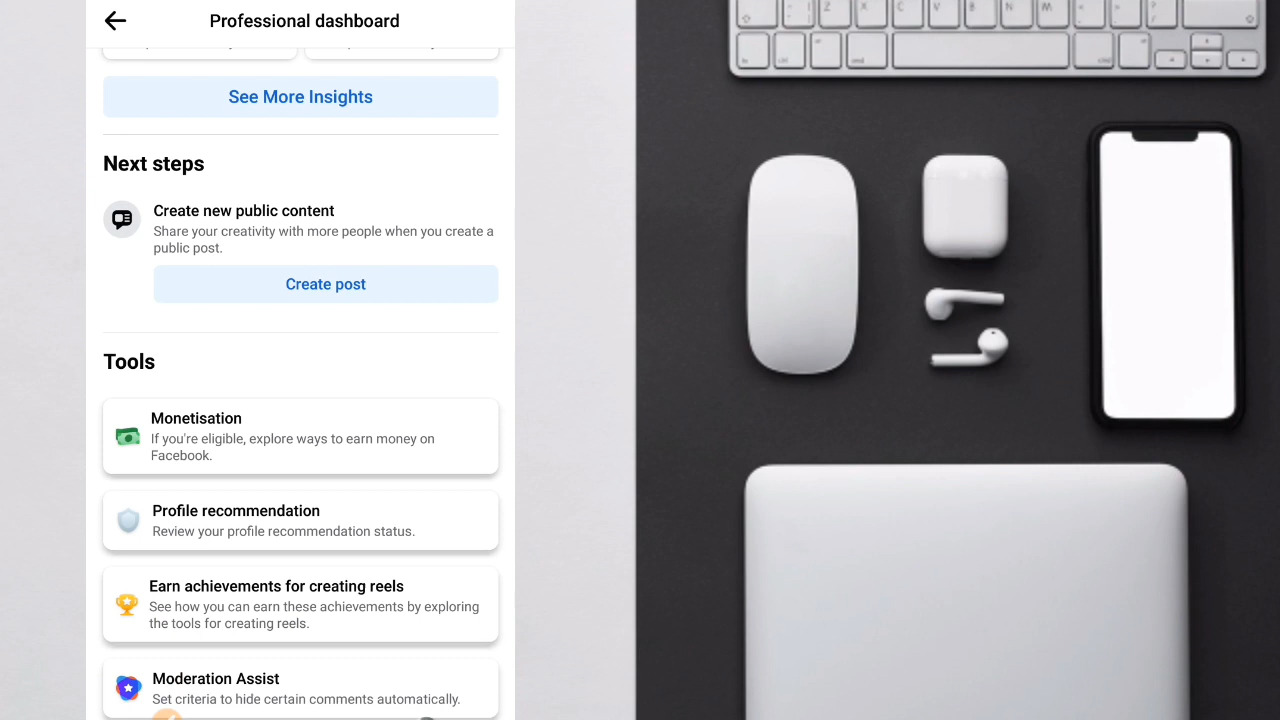 Professional dashboard
See More Insights
Next steps
Create new public content
Share your creativity with more people when you create a
public post.
Create post
Tools
Monetisation
If you're eligible, explore ways to earn money on
Facebook.
Profile recommendation
Review your profile recommendation status.
Earn achievements for creating reels
See how you can earn these achievements by exploring
the tools for creating reels.
Moderation Assist
Set criteria to hide certain comments automatically.